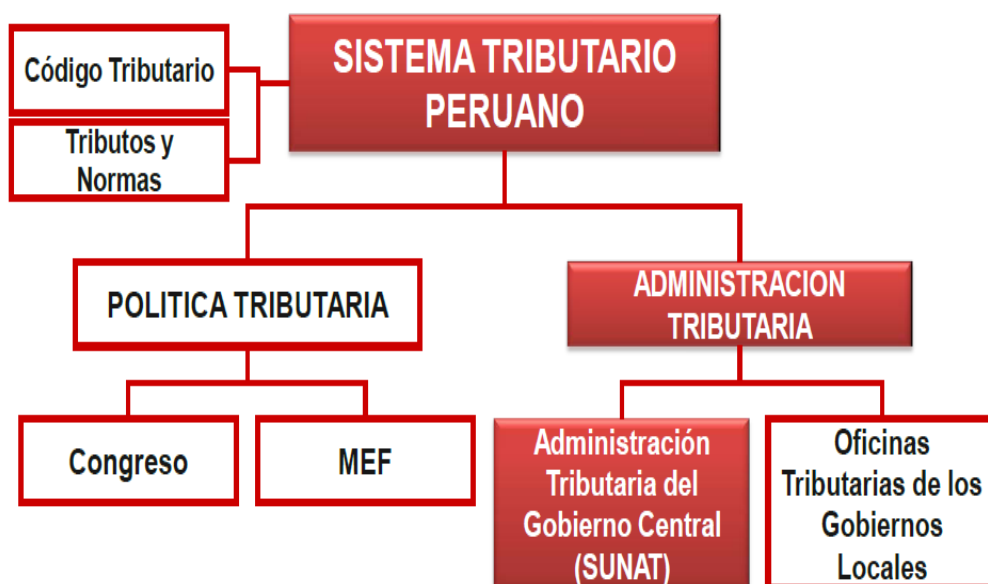 SISTEMA TRIBUTARIO
PERUANO
Código Tributario
Tributos y
Normas
POLITICA TRIBUTARIA
ADMINISTRACION
TRIBUTARIA
Congreso
MEF
Administración
Tributaria del
Gobierno Central
(SUNAT)
Oficinas
Tributarias de los
Gobiernos
Locales